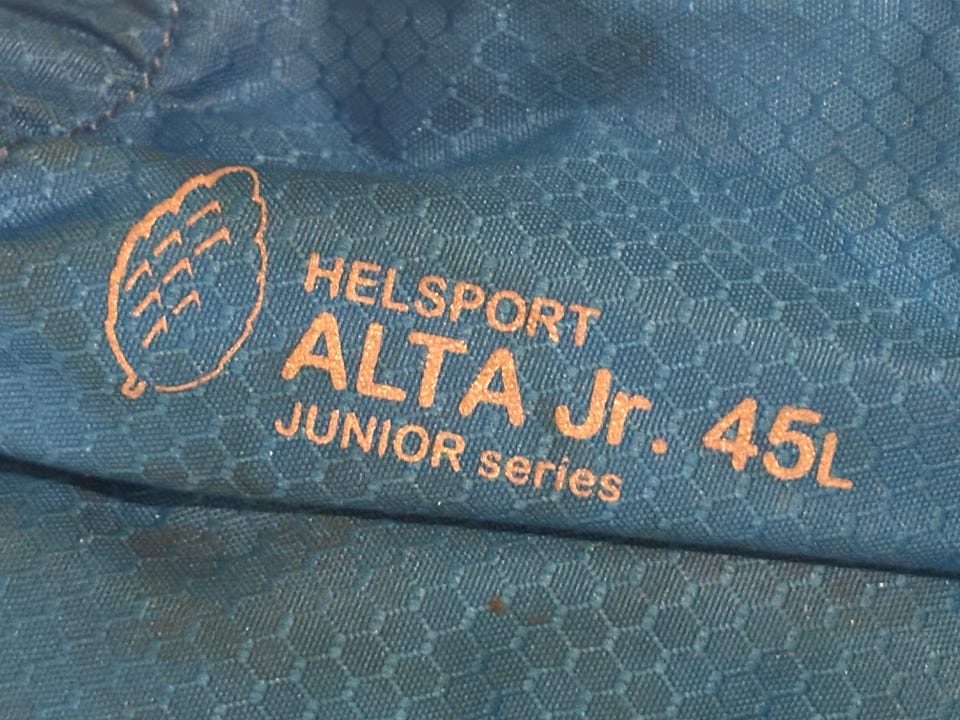 HELSPORT
ALTA Jr. 45L
JUNIOR series